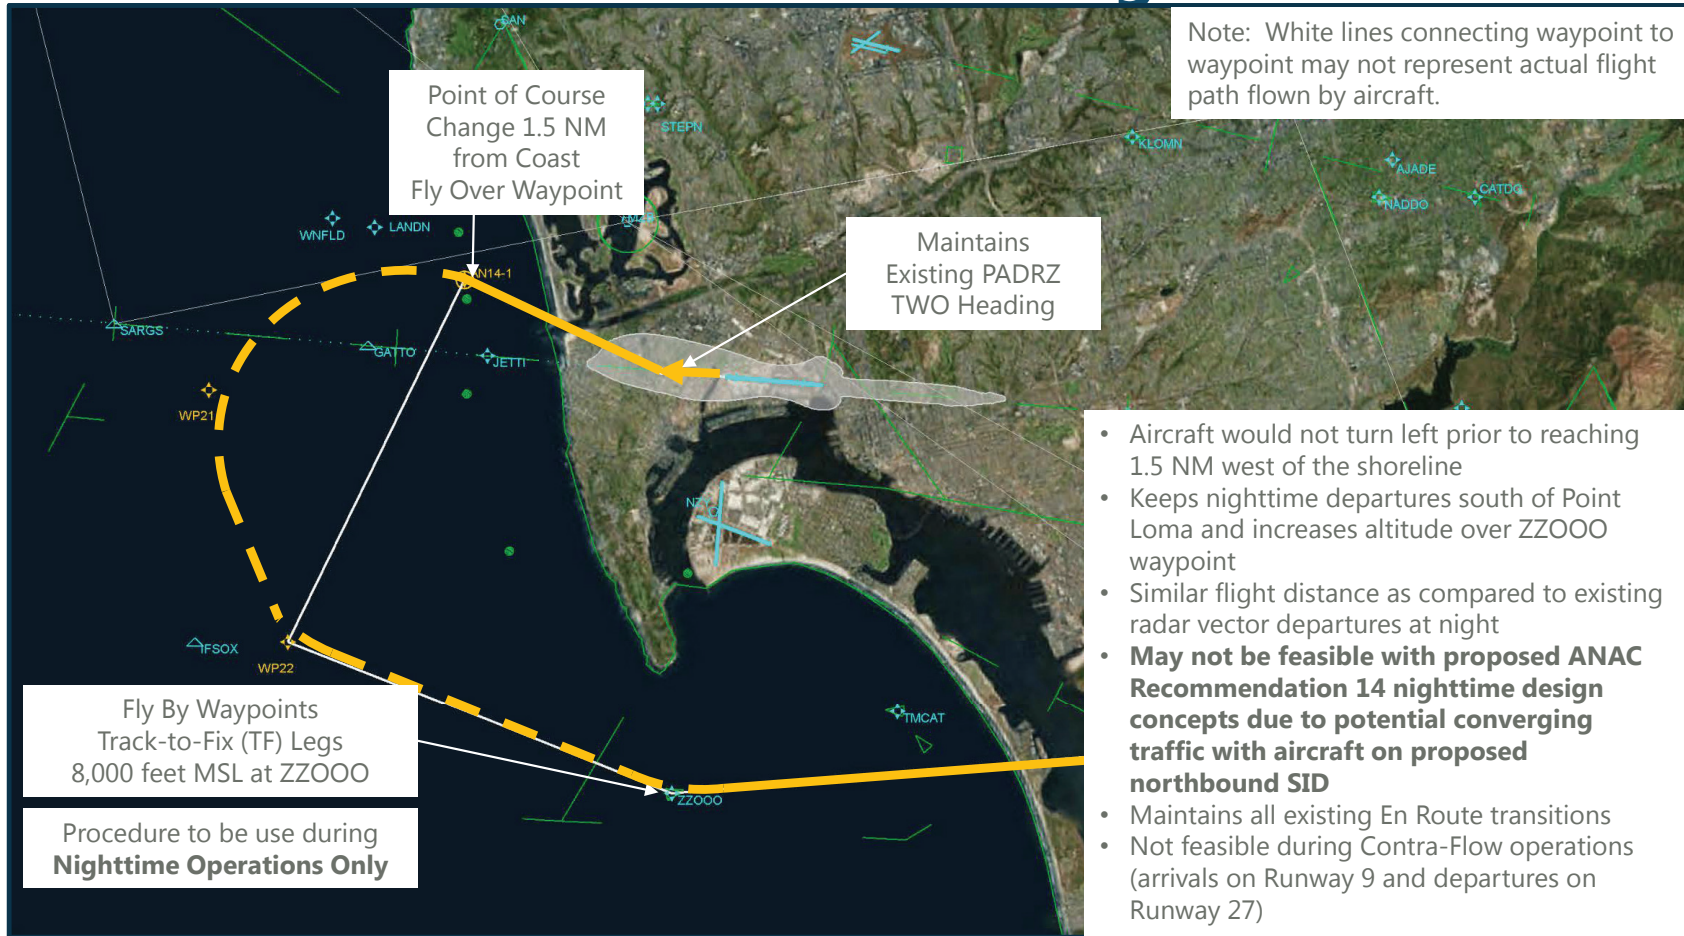 Note: White lines connecting waypoint to
waypoint may not represent actual flight
path flown by aircraft.
Point of Course
Change 1.5 NM
from Coast
Fly Over Waypoint
STEPN
KLOMN
AJADE
NADDO
WNFLD
LANDN
AN14-1
Maintains
Existing PADRZ
TWO Heading
SARGS
GATTO
JETTI
WP21
IFSOX
WP22
TMCAT
ZZOOO
Fly By Waypoints
Track-to-Fix (TF) Legs
8,000 feet MSL at ZZOOO
Procedure to be use during
Nighttime Operations Only
• Aircraft would not turn left prior to reaching
1.5 NM west of the shoreline
• Keeps nighttime departures south of Point
Loma and increases altitude over ZZOOO
waypoint
• Similar flight distance as compared to existing
radar vector departures at night
• May not be feasible with proposed ANAC
Recommendation 14 nighttime design
concepts due to potential converging
traffic with aircraft on proposed
northbound SID
• Maintains all existing En Route transitions
• Not feasible during Contra-Flow operations
(arrivals on Runway 9 and departures on
Runway 27)